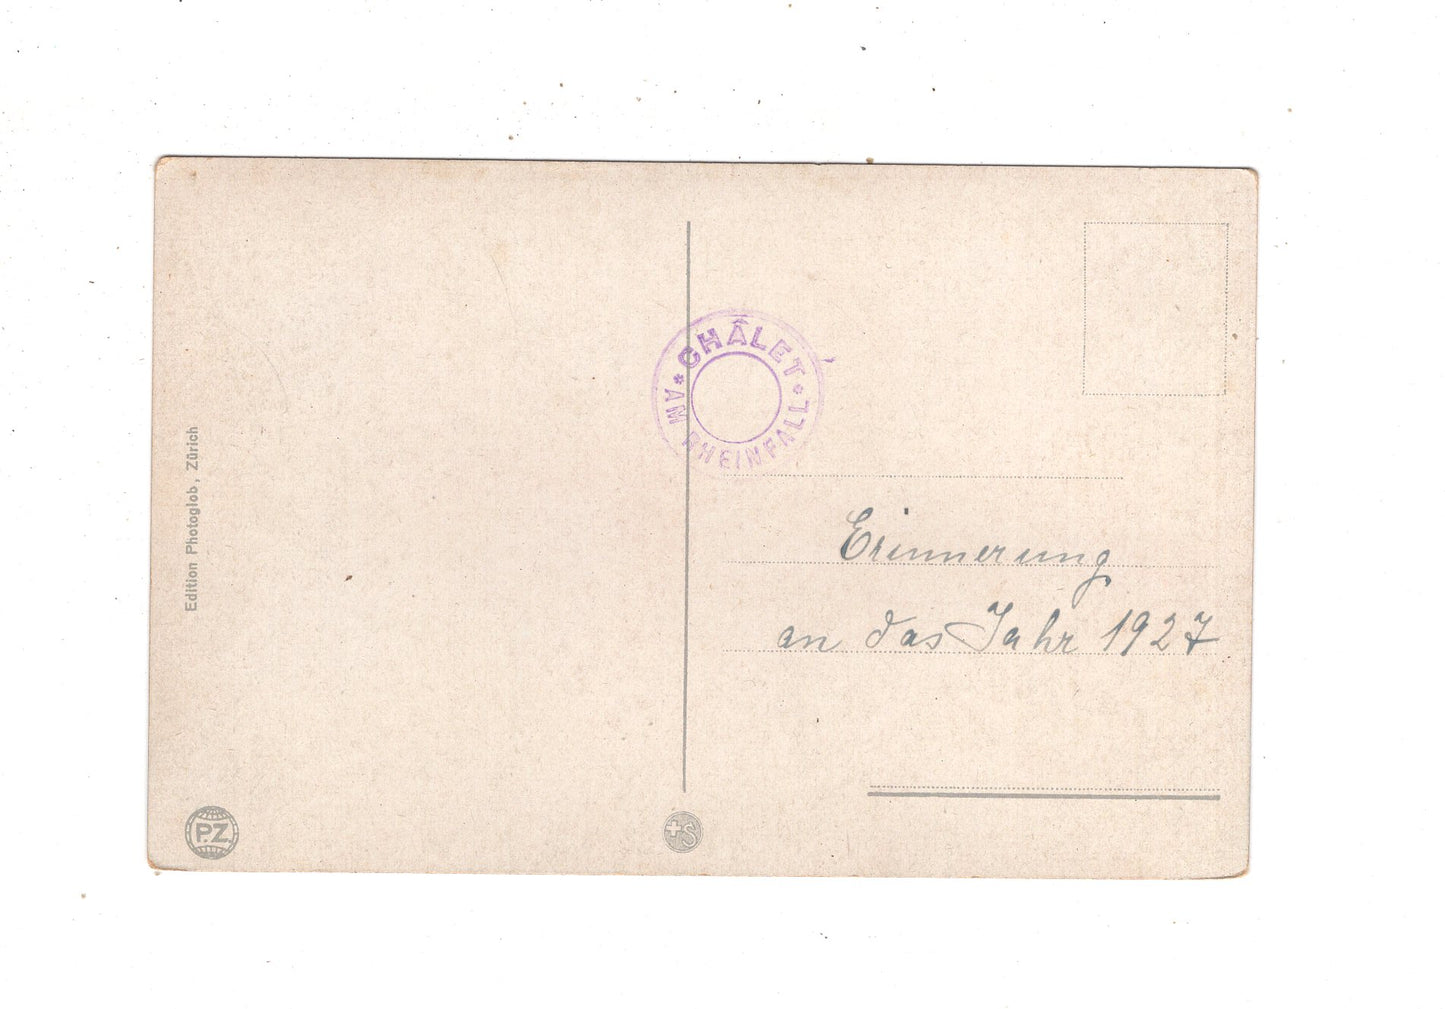 CHÂLET
* AM RHEINFALL *
Erinnerung
an das Jahr 1927
Edition Photoglob, Zürich
P.Z.
+S